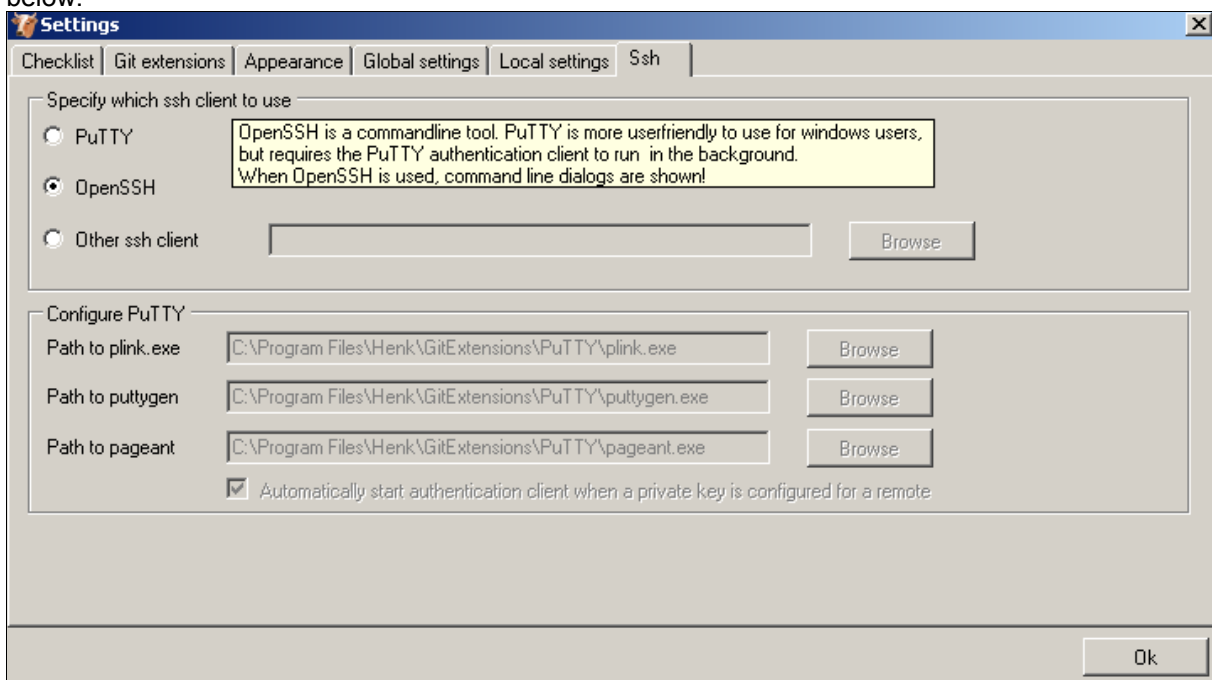 below.
Settings
Checklist Git extensions Appearance Global settings Local settings Ssh
Specify which ssh client to use
PuTTY
OpenSSH is a commandline tool. PuTTY is more userfriendly to use for windows users,
but requires the PuTTY authentication client to run  in the background.
When OpenSSH is used, command line dialogs are shown!
OpenSSH
Other ssh client Browse
Configure PuTTY
Path to plink.exe C:\Program Files\Henk\GitExtensions\PuTTY\plink.exe Browse
Path to puttygen C:\Program Files\Henk\GitExtensions\PuTTY\puttygen.exe Browse
Path to pageant C:\Program Files\Henk\GitExtensions\PuTTY\pageant.exe Browse
Automatically start authentication client when a private key is configured for a remote
Ok